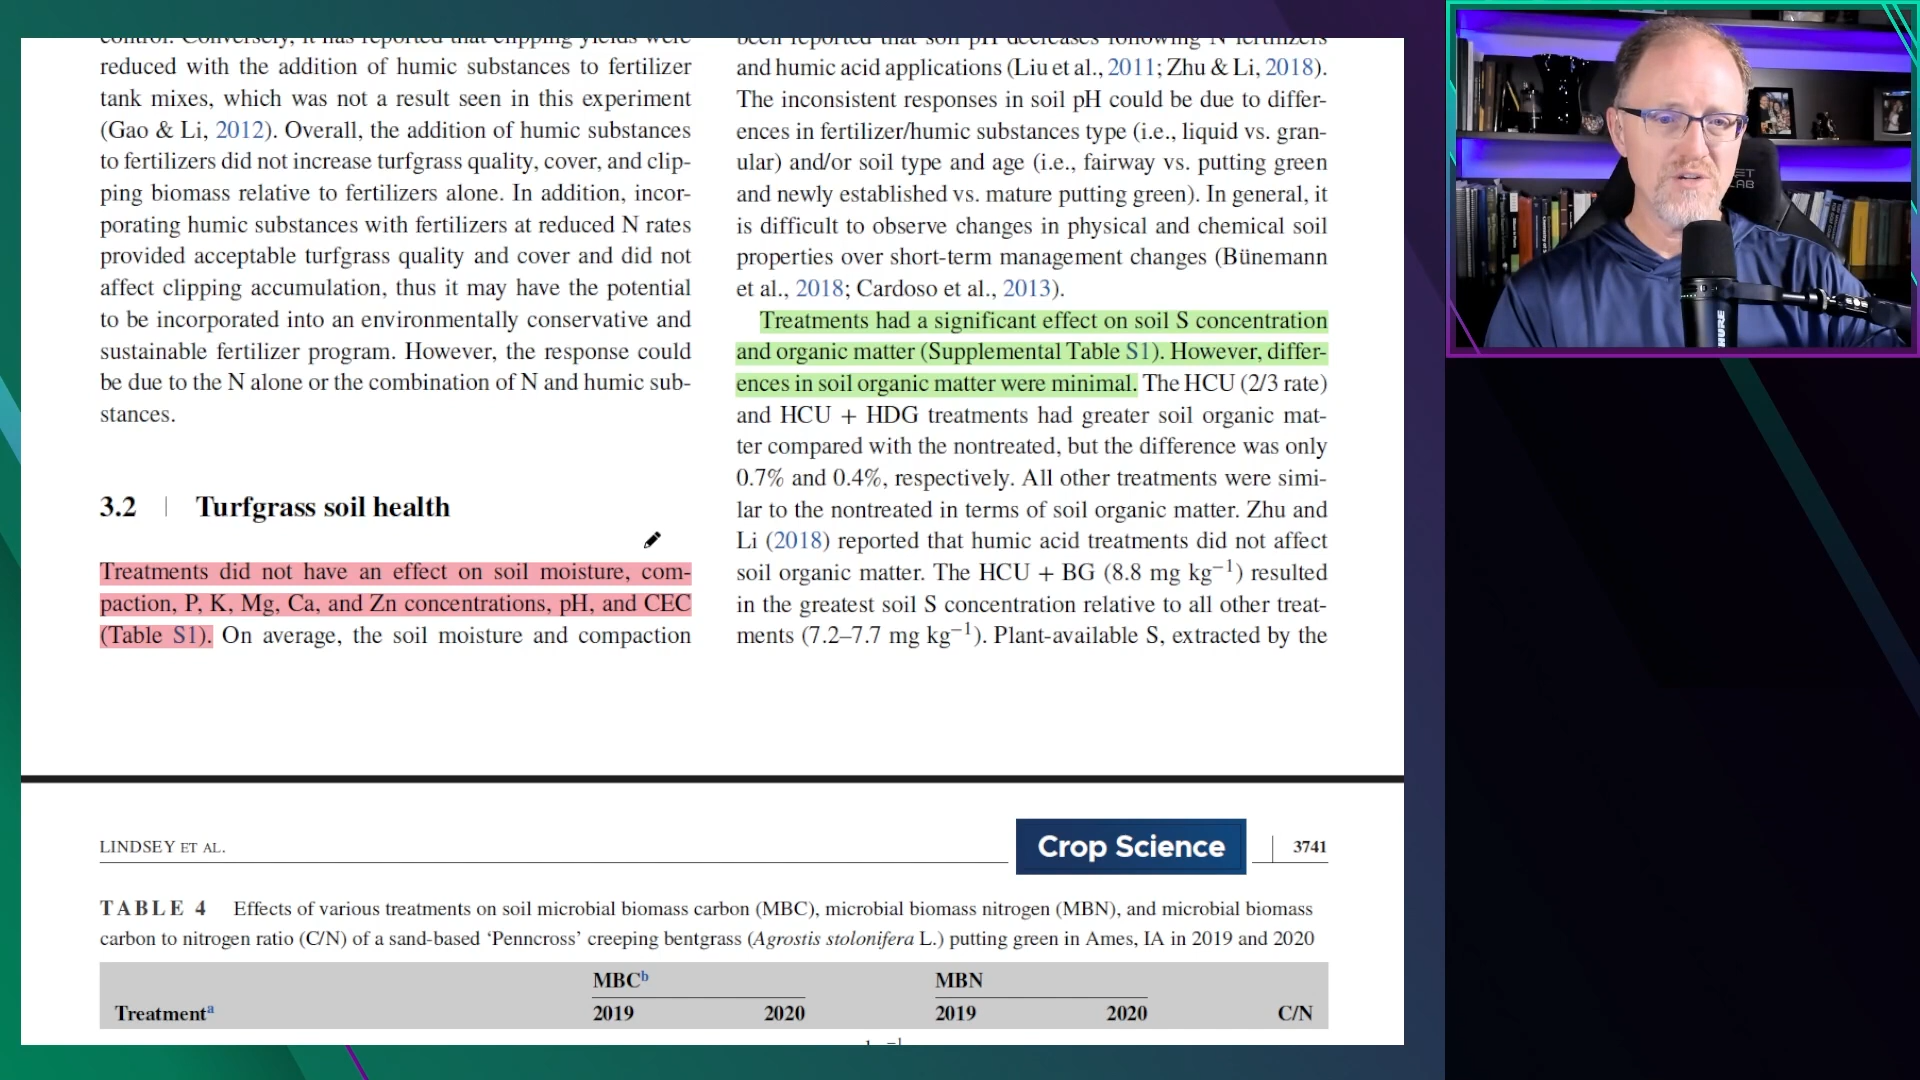 control. Conversely, it has reported that clipping yields were
reduced with the addition of humic substances to fertilizer
tank mixes, which was not a result seen in this experiment
(Gao & Li, 2012). Overall, the addition of humic substances
to fertilizers did not increase turfgrass quality, cover, and clip-
ping biomass relative to fertilizers alone. In addition, incor-
porating humic substances with fertilizers at reduced N rates
provided acceptable turfgrass quality and cover and did not
affect clipping accumulation, thus it may have the potential
to be incorporated into an environmentally conservative and
sustainable fertilizer program. However, the response could
be due to the N alone or the combination of N and humic sub-
stances.
3.2 | Turfgrass soil health
Treatments did not have an effect on soil moisture, com-
paction, P, K, Mg, Ca, and Zn concentrations, pH, and CEC
(Table S1). On average, the soil moisture and compaction
been reported that soil pH decreases following N fertilizers
and humic acid applications (Liu et al., 2011; Zhu & Li, 2018).
The inconsistent responses in soil pH could be due to differ-
ences in fertilizer/humic substances type (i.e., liquid vs. gran-
ular) and/or soil type and age (i.e., fairway vs. putting green
and newly established vs. mature putting green). In general, it
is difficult to observe changes in physical and chemical soil
properties over short-term management changes (Bünemann
et al., 2018; Cardoso et al., 2013).
Treatments had a significant effect on soil S concentration
and organic matter (Supplemental Table S1). However, differ-
ences in soil organic matter were minimal. The HCU (2/3 rate)
and HCU + HDG treatments had greater soil organic mat-
ter compared with the nontreated, but the difference was only
0.7% and 0.4%, respectively. All other treatments were simi-
lar to the nontreated in terms of soil organic matter. Zhu and
Li (2018) reported that humic acid treatments did not affect
soil organic matter. The HCU + BG (8.8 mg kg⁻¹) resulted
in the greatest soil S concentration relative to all other treat-
ments (7.2–7.7 mg kg⁻¹). Plant-available S, extracted by the
LINDSEY ET AL.
Crop Science
3741
TABLE 4 Effects of various treatments on soil microbial biomass carbon (MBC), microbial biomass nitrogen (MBN), and microbial biomass
carbon to nitrogen ratio (C/N) of a sand-based ‘Penncross’ creeping bentgrass (Agrostis stolonifera L.) putting green in Ames, IA in 2019 and 2020
MBCᵇ MBN
Treatmentᵃ 2019 2020 2019 2020 C/N
SHURE